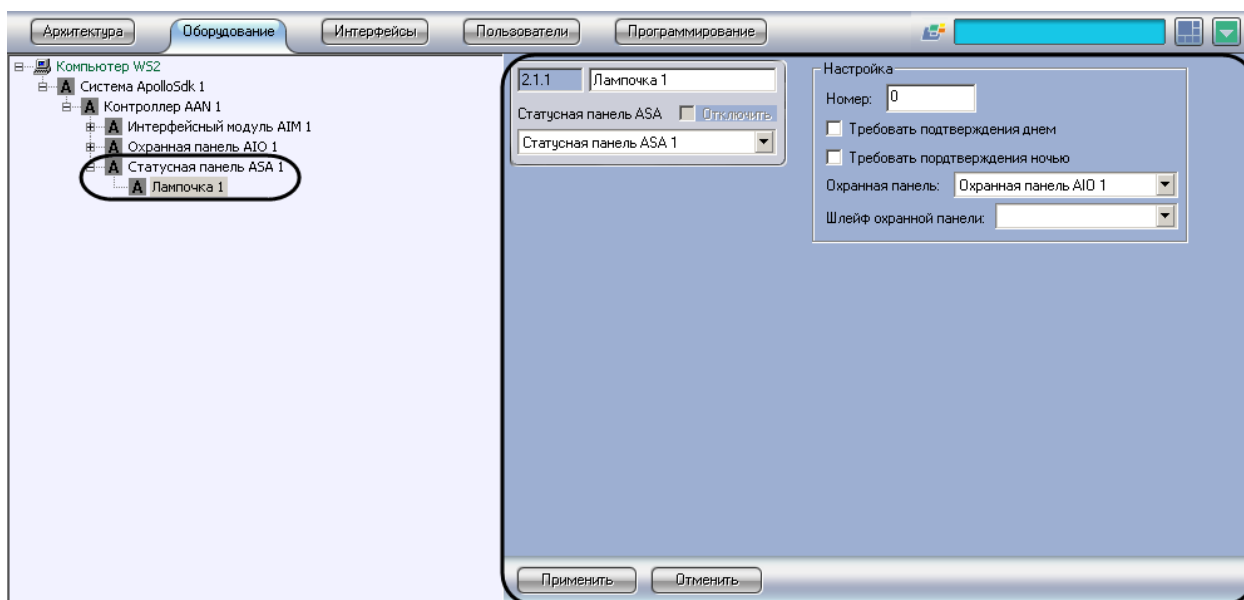 Архитектура Оборудование Интерфейсы Пользователи Программирование
Компьютер WS2
Система ApolloSdk 1
Контроллер AAN 1
Интерфейсный модуль AIM 1
Охранная панель AIO 1
Статусная панель ASA 1
Лампочка 1
2.1.1 Лампочка 1
Статусная панель ASA Отключить
Статусная панель ASA 1
Настройка
Номер: 0
Требовать подтверждения днем
Требовать пордтверждения ночью
Охранная панель: Охранная панель AIO 1
Шлейф охранной панели:
Применить Отменить